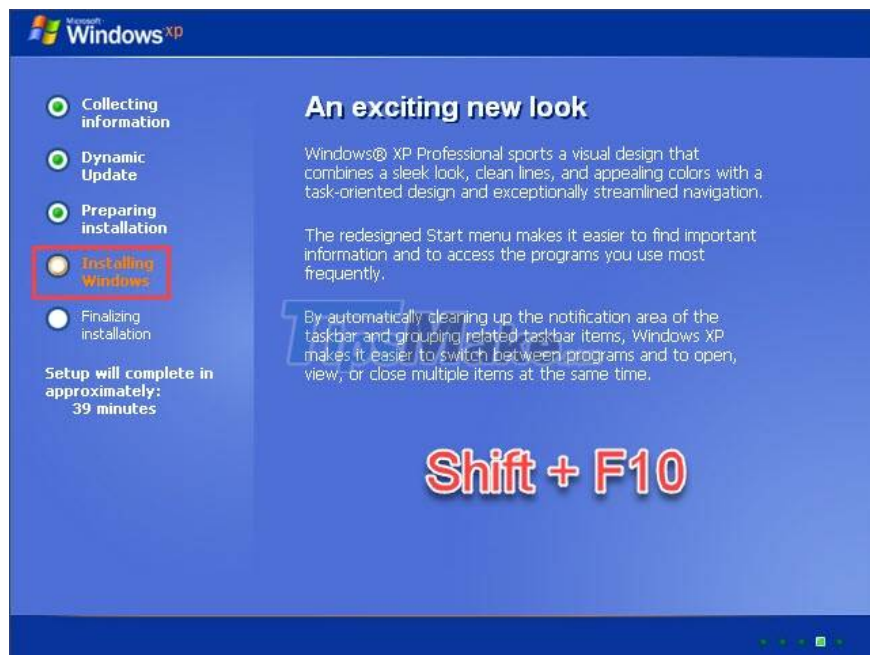 Microsoft
Windows xp
Collecting
information
Dynamic
Update
Preparing
installation
Installing
Windows
Finalizing
installation
Setup will complete in
approximately:
39 minutes
An exciting new look
Windows® XP Professional sports a visual design that
combines a sleek look, clean lines, and appealing colors with a
task-oriented design and exceptionally streamlined navigation.
The redesigned Start menu makes it easier to find important
information and to access the programs you use most
frequently.
By automatically cleaning up the notification area of the
taskbar and grouping related taskbar items, Windows XP
makes it easier to switch between programs and to open,
view, or close multiple items at the same time.
TipsMake.com
Shift + F10